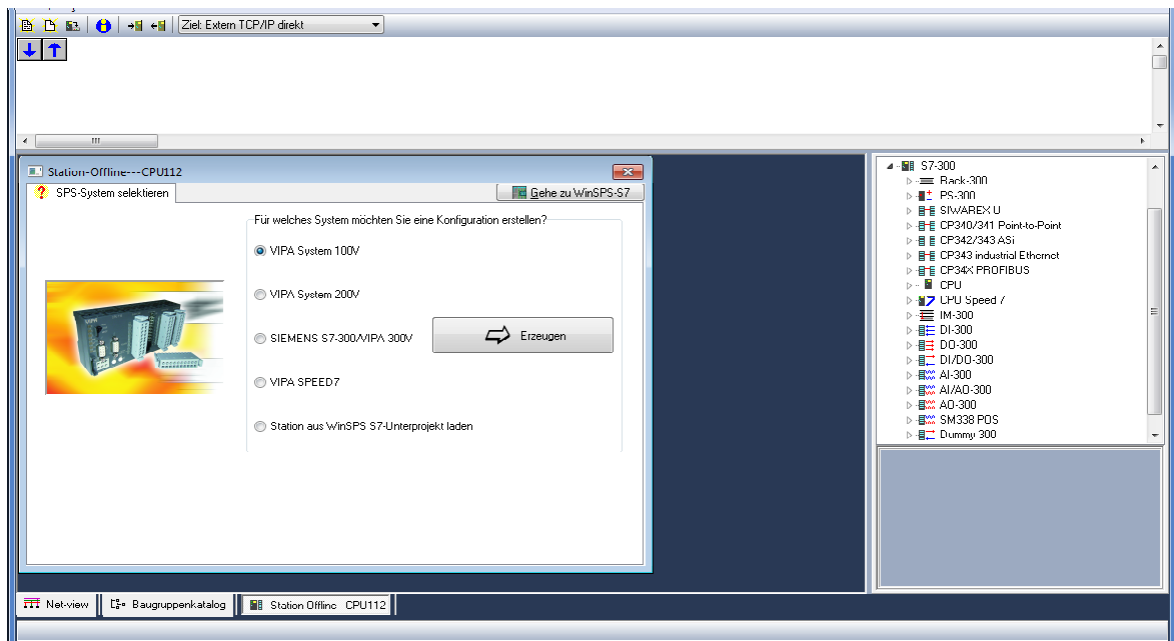 Ziel: Extern TCP/IP direkt
Station-Offline---CPU112
SPS-System selektieren
Gehe zu WinSPS-S7
Für welches System möchten Sie eine Konfiguration erstellen?
VIPA System 100V
VIPA System 200V
SIEMENS S7-300/VIPA 300V
Erzeugen
VIPA SPEED7
Station aus WinSPS S7-Unterprojekt laden
S7-300
Rack-300
PS-300
SIWAREX U
CP340/341 Point-to-Point
CP342/343 ASi
CP343 industrial Ethernet
CP34X PROFIBUS
CPU
CPU Speed 7
IM-300
DI-300
DO-300
DI/DO-300
AI-300
AI/AO-300
AO-300
SM338 POS
Dummy 300
Net-view
Baugruppenkatalog
Station Offline CPU112